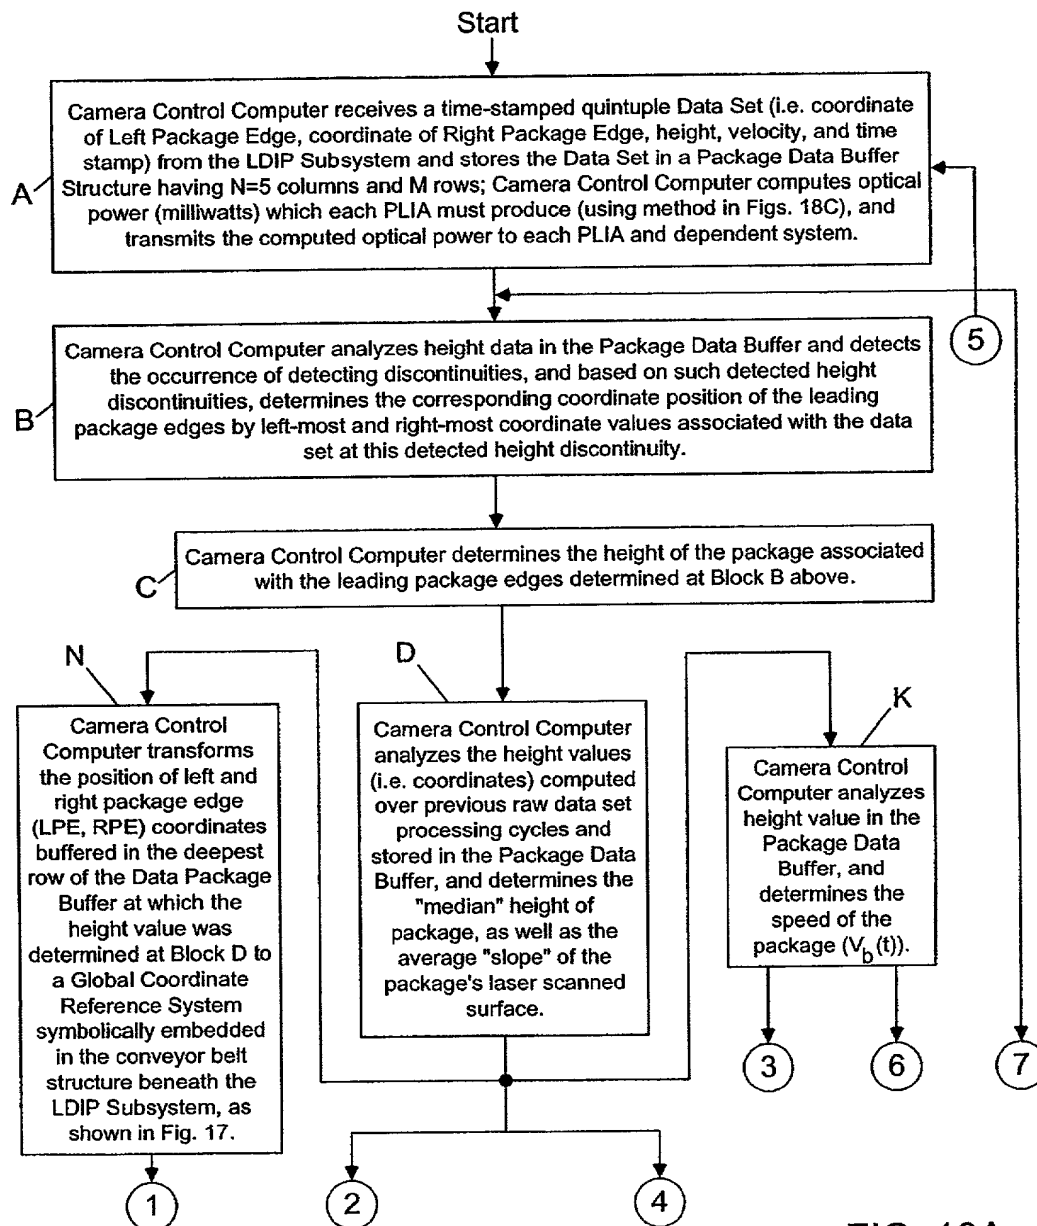 Start
A
Camera Control Computer receives a time-stamped quintuple Data Set (i.e. coordinate
of Left Package Edge, coordinate of Right Package Edge, height, velocity, and time
stamp) from the LDIP Subsystem and stores the Data Set in a Package Data Buffer
Structure having N=5 columns and M rows; Camera Control Computer computes optical
power (milliwatts) which each PLIA must produce (using method in Figs. 18C), and
transmits the computed optical power to each PLIA and dependent system.
5
B
Camera Control Computer analyzes height data in the Package Data Buffer and detects
the occurrence of detecting discontinuities, and based on such detected height
discontinuities, determines the corresponding coordinate position of the leading
package edges by left-most and right-most coordinate values associated with the data
set at this detected height discontinuity.
C
Camera Control Computer determines the height of the package associated
with the leading package edges determined at Block B above.
N
Camera Control
Computer transforms
the position of left and
right package edge
(LPE, RPE) coordinates
buffered in the deepest
row of the Data Package
Buffer at which the
height value was
determined at Block D to
a Global Coordinate
Reference System
symbolically embedded
in the conveyor belt
structure beneath the
LDIP Subsystem, as
shown in Fig. 17.
D
Camera Control Computer
analyzes the height values
(i.e. coordinates) computed
over previous raw data set
processing cycles and
stored in the Package Data
Buffer, and determines the
"median" height of
package, as well as the
average "slope" of the
package's laser scanned
surface.
K
Camera Control
Computer analyzes
height value in the
Package Data
Buffer, and
determines the
speed of the
package (Vb(t)).
3
6
7
1
2
4